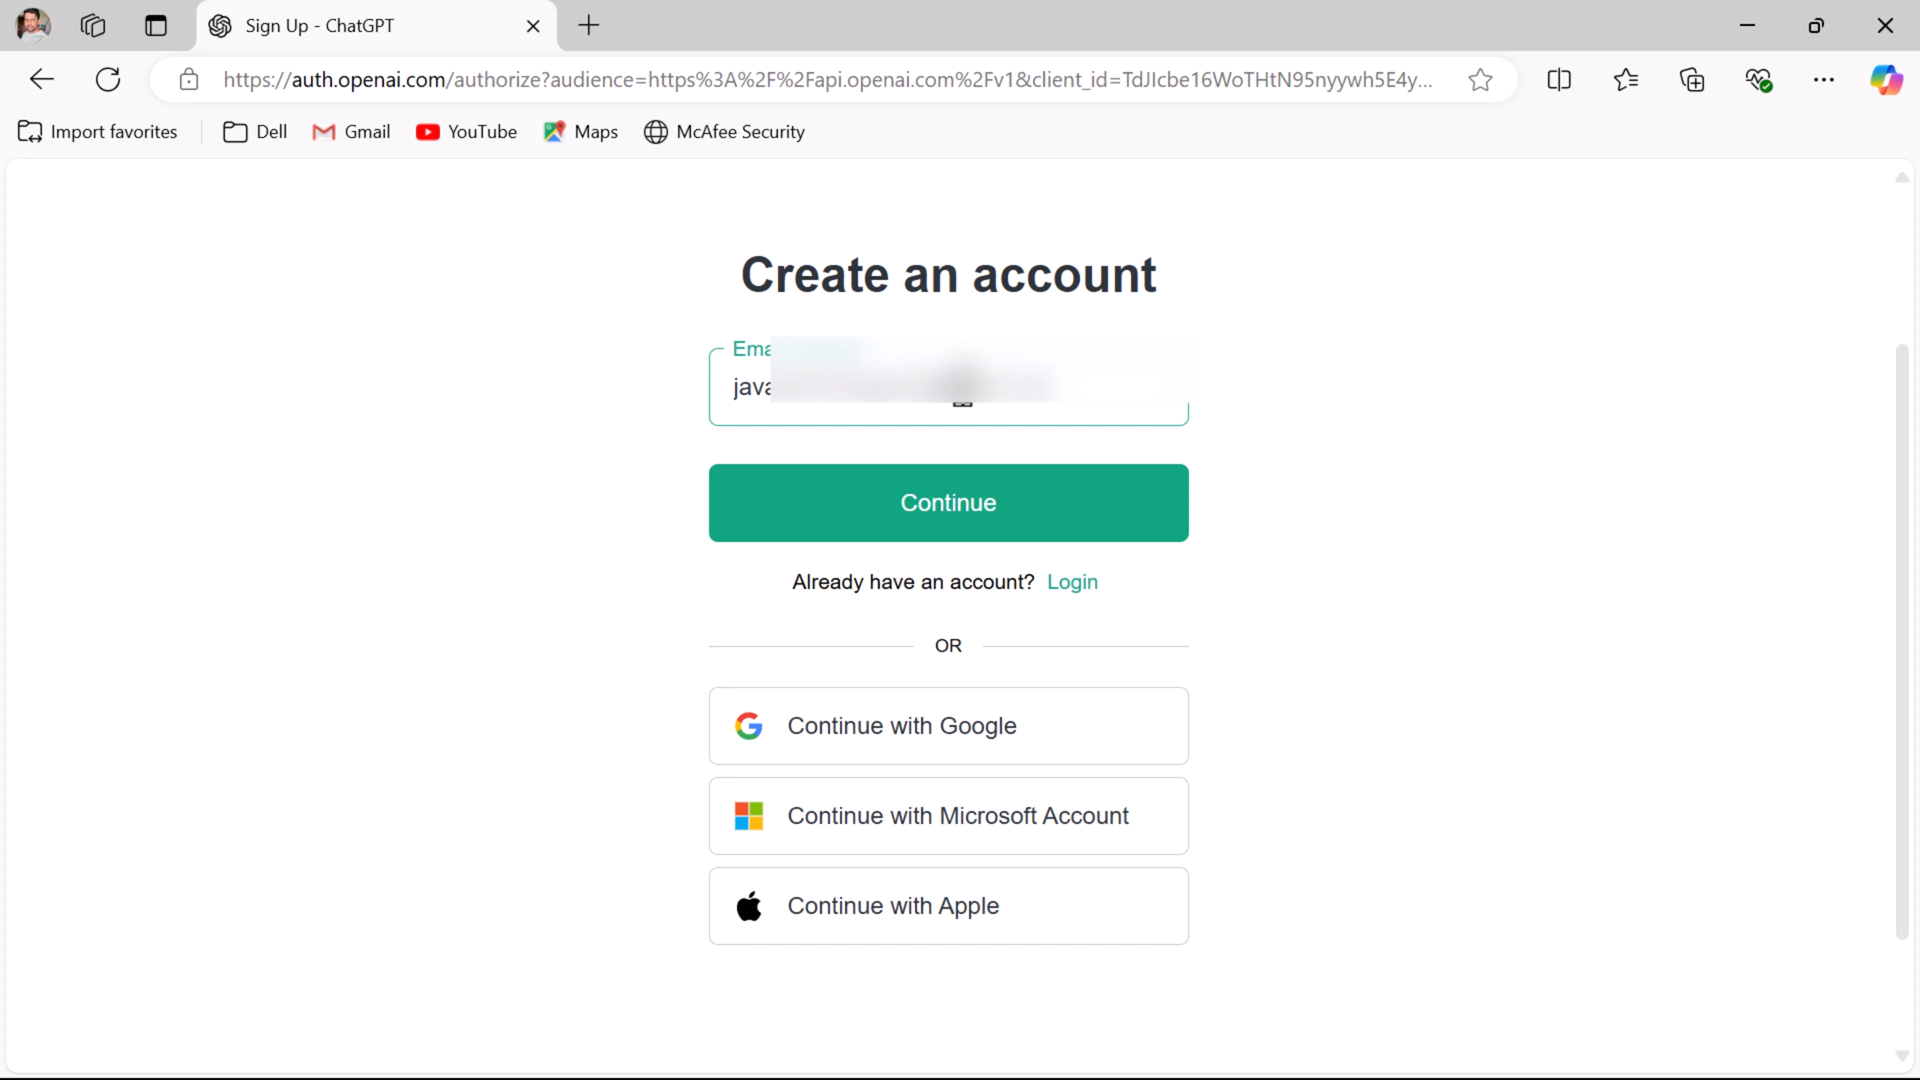 Sign Up - ChatGPT
https://auth.openai.com/authorize?audience=https%3A%2F%2Fapi.openai.com%2Fv1&client_id=TdJIcbe16WoTHtN95nyywh5E4y...
Import favorites
Dell
Gmail
YouTube
Maps
McAfee Security
Create an account
Ema
java
Continue
Already have an account? Login
OR
Continue with Google
Continue with Microsoft Account
Continue with Apple